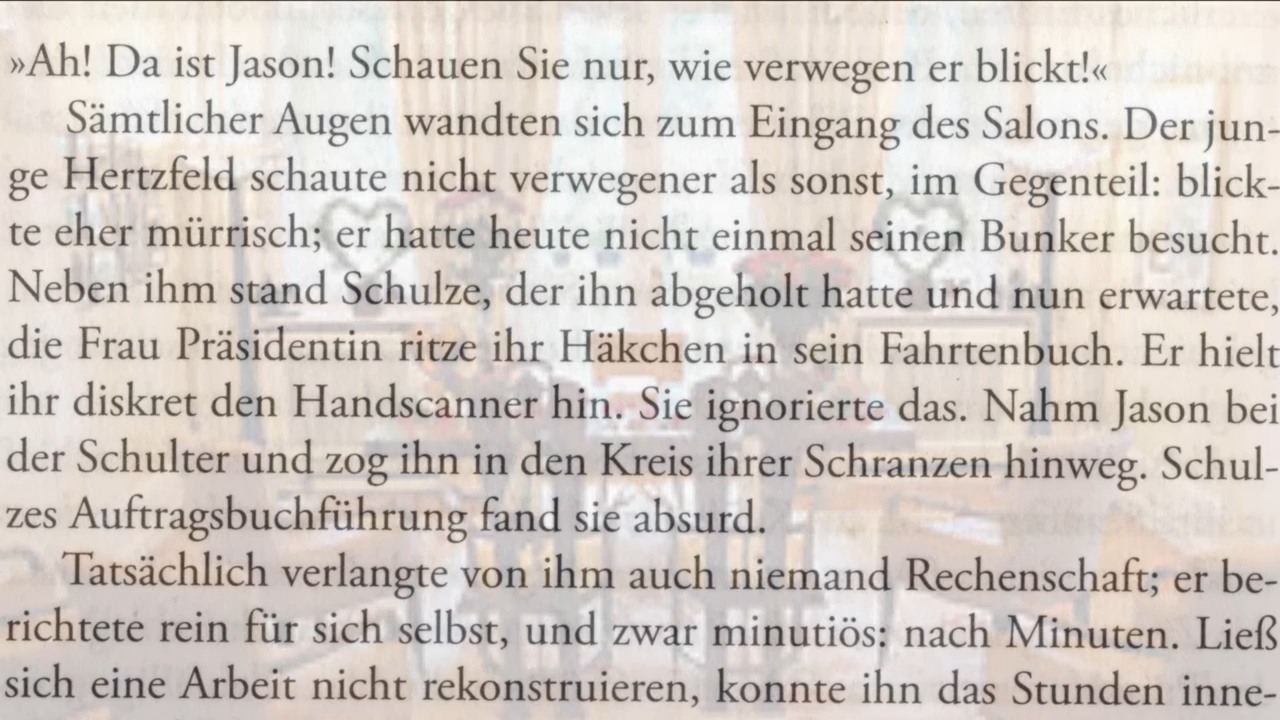 »Ah! Da ist Jason! Schauen Sie nur, wie verwegen er blickt!«
Sämtlicher Augen wandten sich zum Eingang des Salons. Der jun-
ge Hertzfeld schaute nicht verwegener als sonst, im Gegenteil: blick-
te eher mürrisch; er hatte heute nicht einmal seinen Bunker besucht.
Neben ihm stand Schulze, der ihn abgeholt hatte und nun erwartete,
die Frau Präsidentin ritze ihr Häkchen in sein Fahrtenbuch. Er hielt
ihr diskret den Handscanner hin. Sie ignorierte das. Nahm Jason bei
der Schulter und zog ihn in den Kreis ihrer Schranzen hinweg. Schul-
zes Auftragsbuchführung fand sie absurd.
Tatsächlich verlangte von ihm auch niemand Rechenschaft; er be-
richtete rein für sich selbst, und zwar minutiös: nach Minuten. Ließ
sich eine Arbeit nicht rekonstruieren, konnte ihn das Stunden inne-